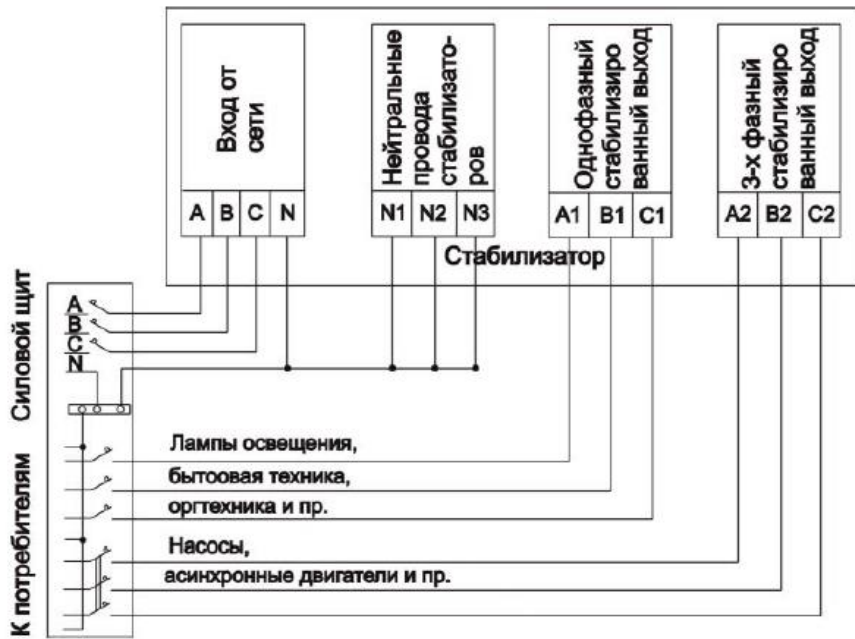 Вход от
сети
A B C N
Нейтральные
провода
стабилизато-
ров
N1 N2 N3
Однофазный
стабилизиро
ванный выход
A1 B1 C1
3-х фазный
стабилизиро
ванный выход
A2 B2 C2
Стабилизатор
Силовой щит
A
B
C
N
К потребителям
Лампы освещения,
бытоовая техника,
оргтехника и пр.
Насосы,
асинхронные двигатели и пр.